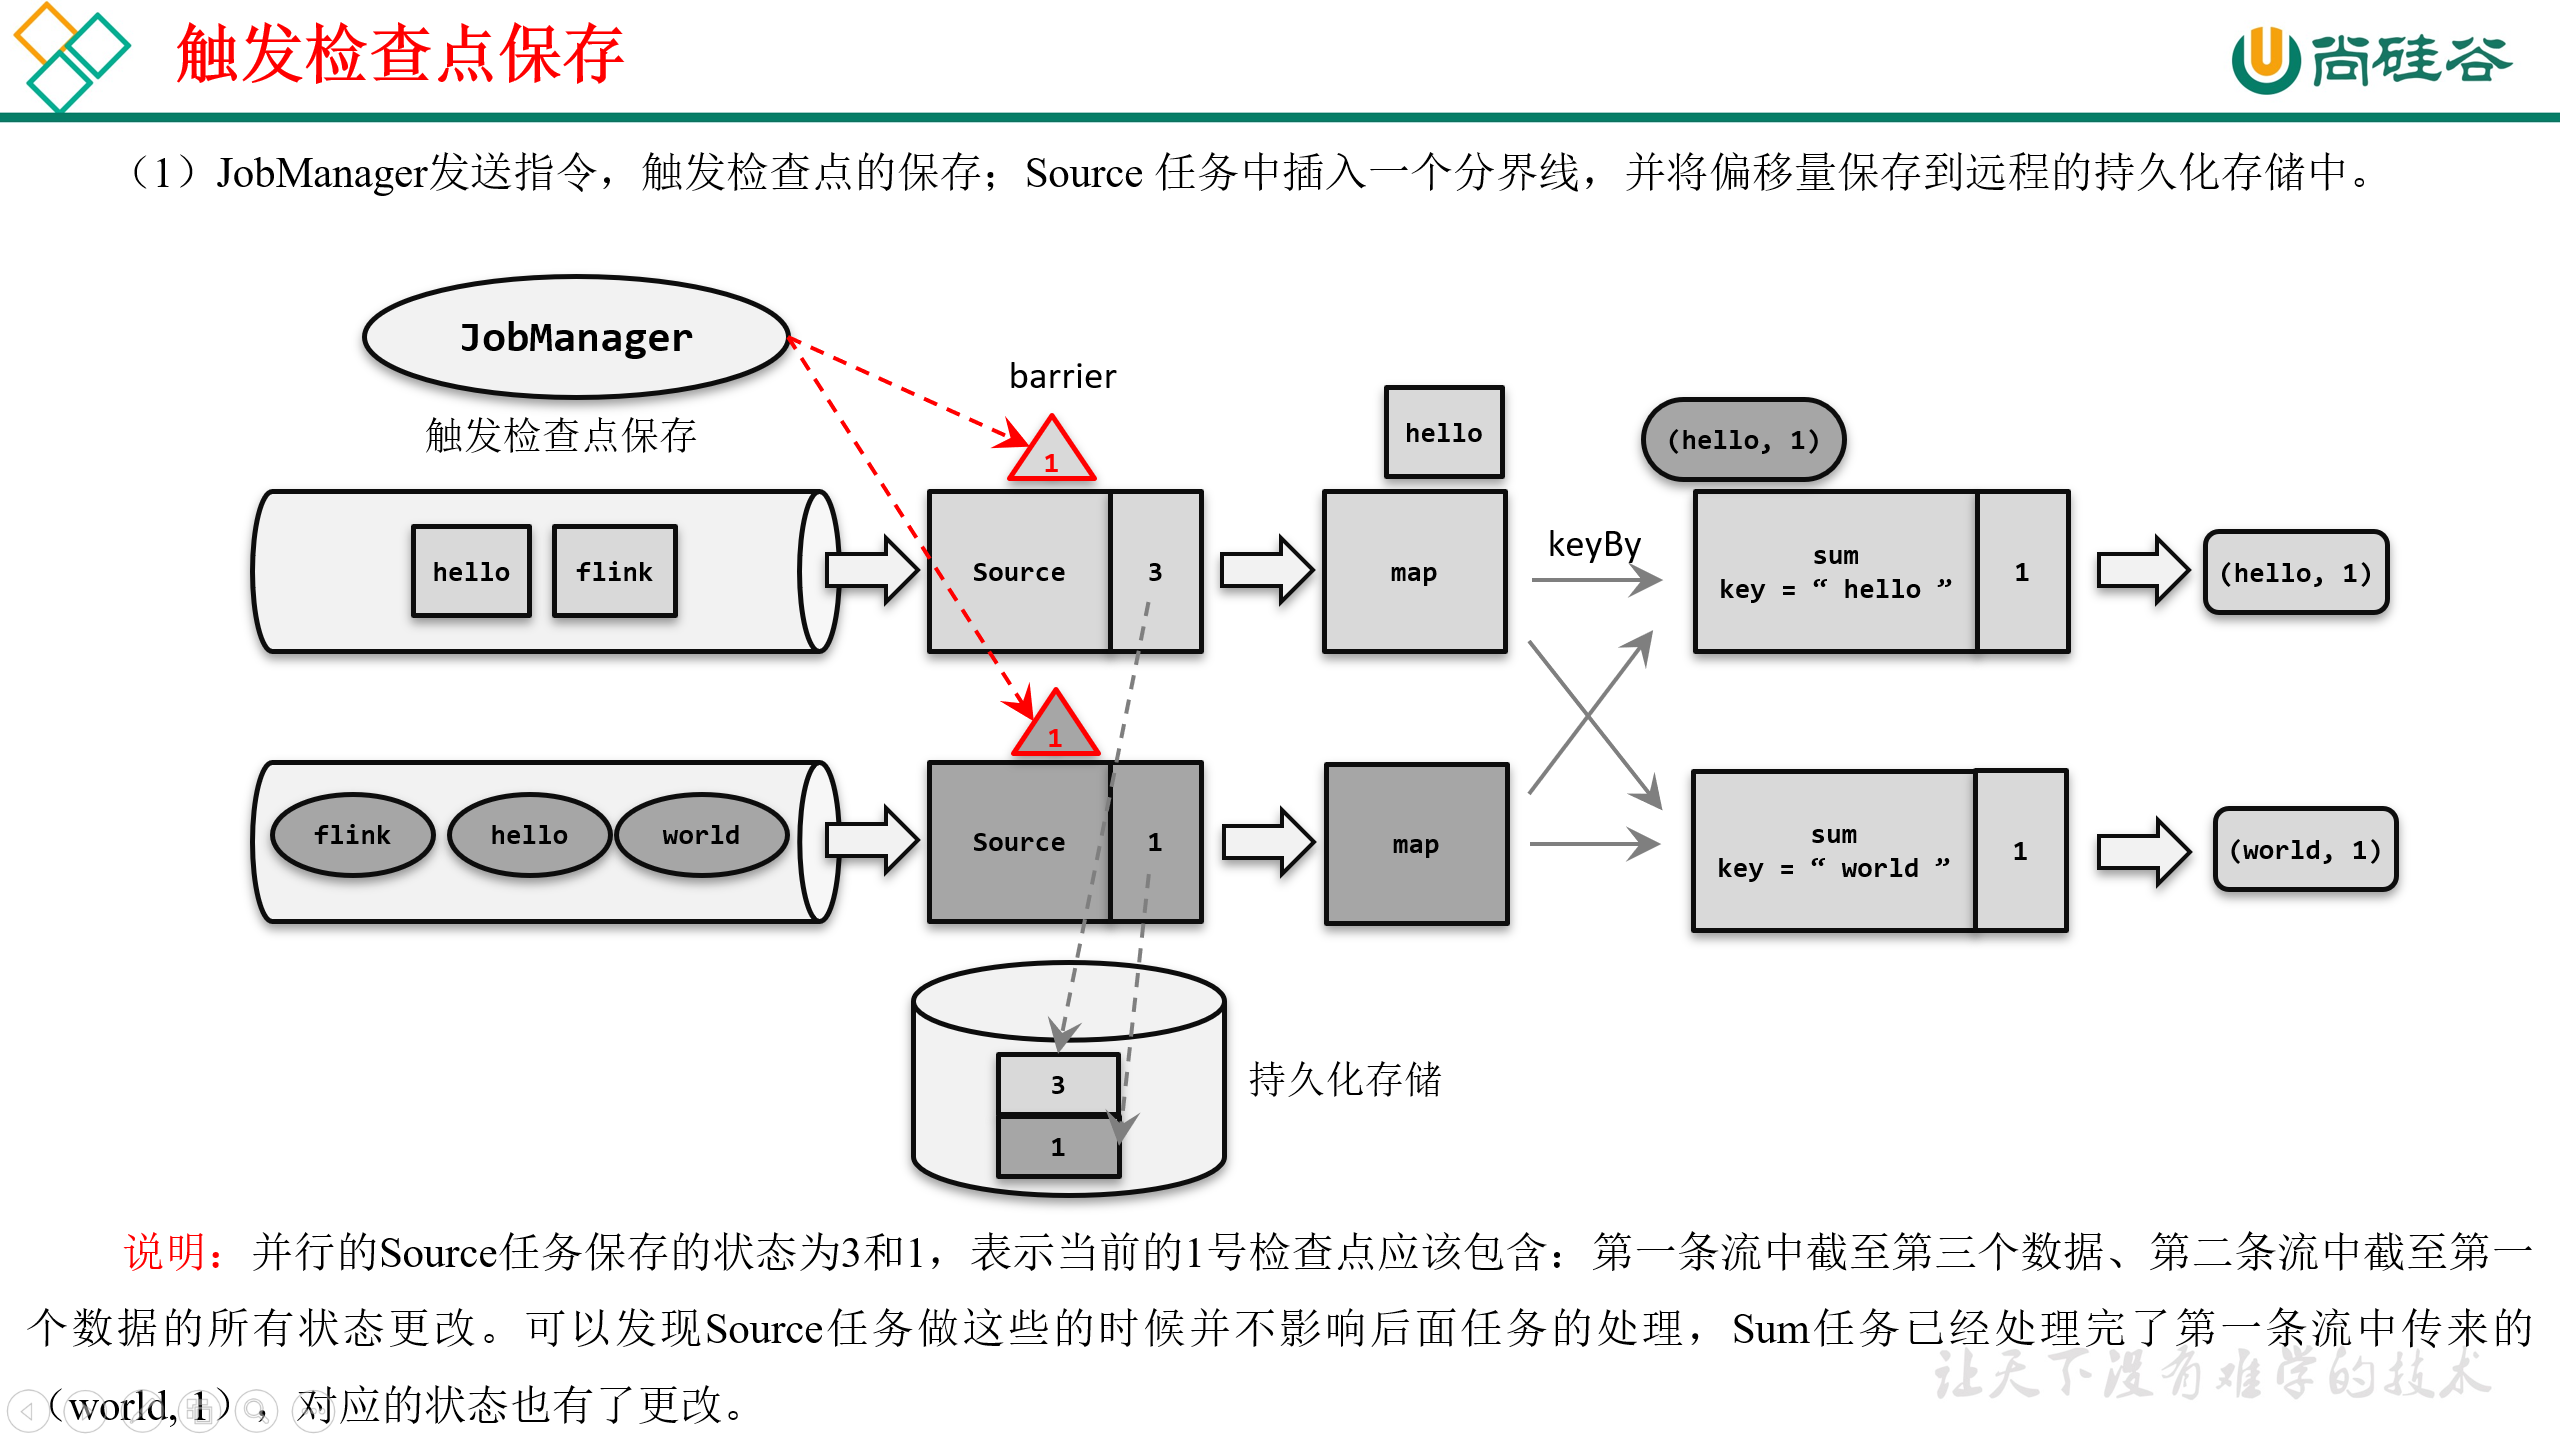 触发检查点保存
尚硅谷
（1）JobManager发送指令，触发检查点的保存；Source 任务中插入一个分界线，并将偏移量保存到远程的持久化存储中。
JobManager
触发检查点保存
barrier
1
hello
(hello, 1)
hello
flink
Source
3
map
keyBy
sum
key = “ hello ”
1
(hello, 1)
1
flink
hello
world
Source
1
map
sum
key = “ world ”
1
(world, 1)
3
1
持久化存储
说明：并行的Source任务保存的状态为3和1，表示当前的1号检查点应该包含：第一条流中截至第三个数据、第二条流中截至第一
个数据的所有状态更改。可以发现Source任务做这些的时候并不影响后面任务的处理，Sum任务已经处理完了第一条流中传来的
（world, 1），对应的状态也有了更改。
让天下没有难学的技术